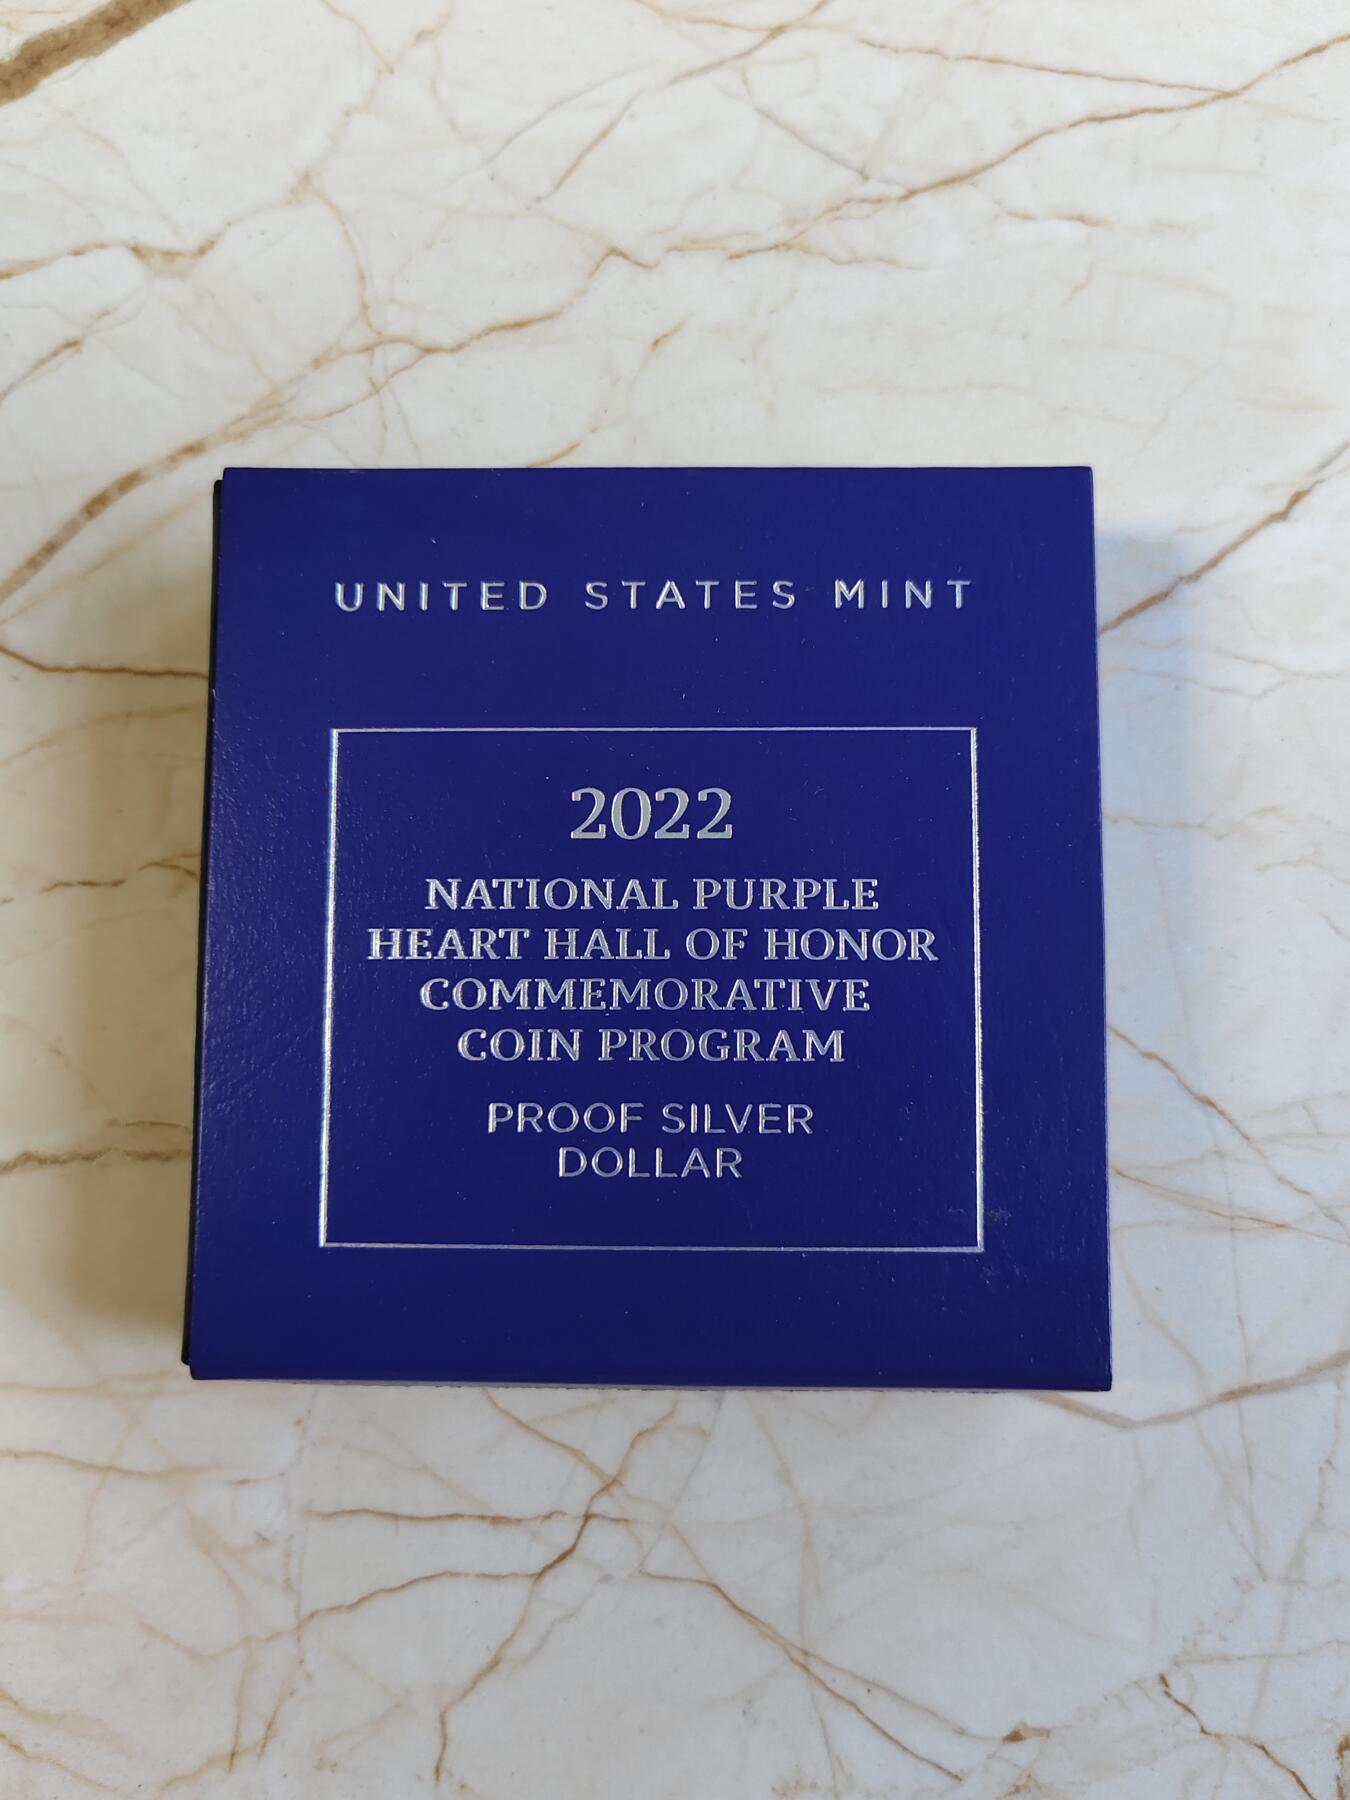 UNITED STATES MINT
2022
NATIONAL PURPLE
HEART HALL OF HONOR
COMMEMORATIVE
COIN PROGRAM
PROOF SILVER
DOLLAR